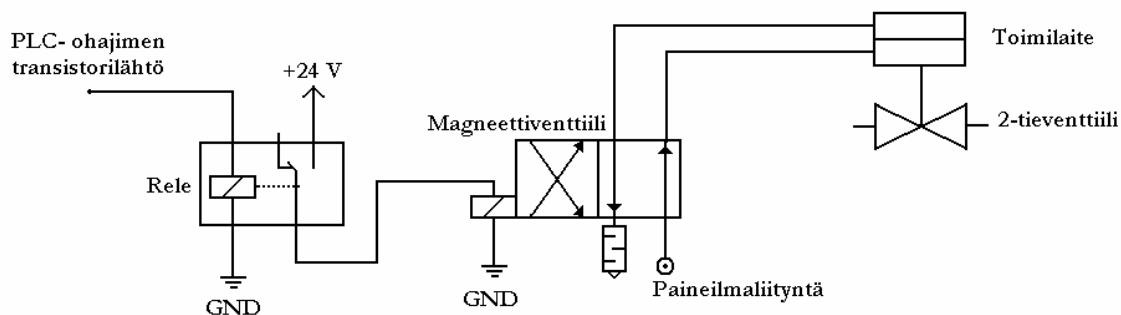 PLC- ohajimen
transistorilähtö
+24 V
Toimilaite
Magneettiventtiili
2-tieventtiili
Rele
GND
GND
Paineilmaliityntä